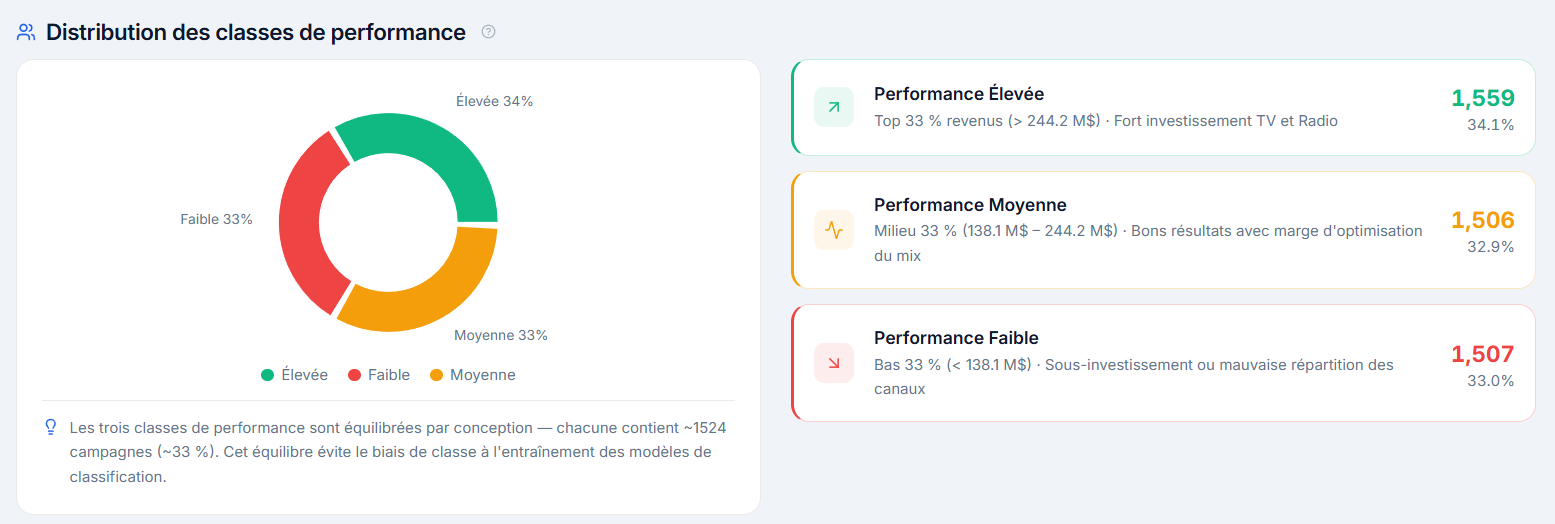 Distribution des classes de performance
Élevée 34%
Faible 33%
Moyenne 33%
Élevée
Faible
Moyenne
Les trois classes de performance sont équilibrées par conception — chacune contient ~1524
campagnes (~33 %). Cet équilibre évite le biais de classe à l'entraînement des modèles de
classification.
Performance Élevée
Top 33 % revenus (> 244.2 M$) · Fort investissement TV et Radio
1,559
34.1%
Performance Moyenne
Milieu 33 % (138.1 M$ – 244.2 M$) · Bons résultats avec marge d'optimisation
du mix
1,506
32.9%
Performance Faible
Bas 33 % (< 138.1 M$) · Sous-investissement ou mauvaise répartition des
canaux
1,507
33.0%